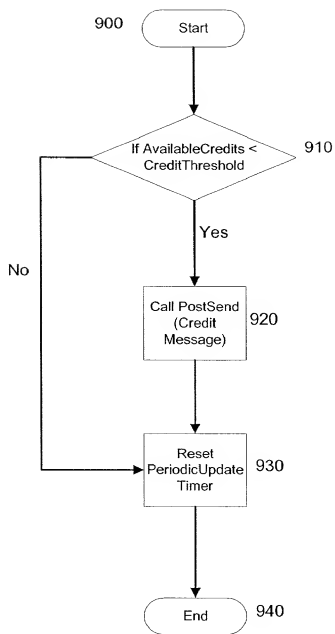 900
Start
If AvailableCredits <
CreditThreshold
910
Yes
No
Call PostSend
(Credit
Message)
920
Reset
PeriodicUpdate
Timer
930
End
940